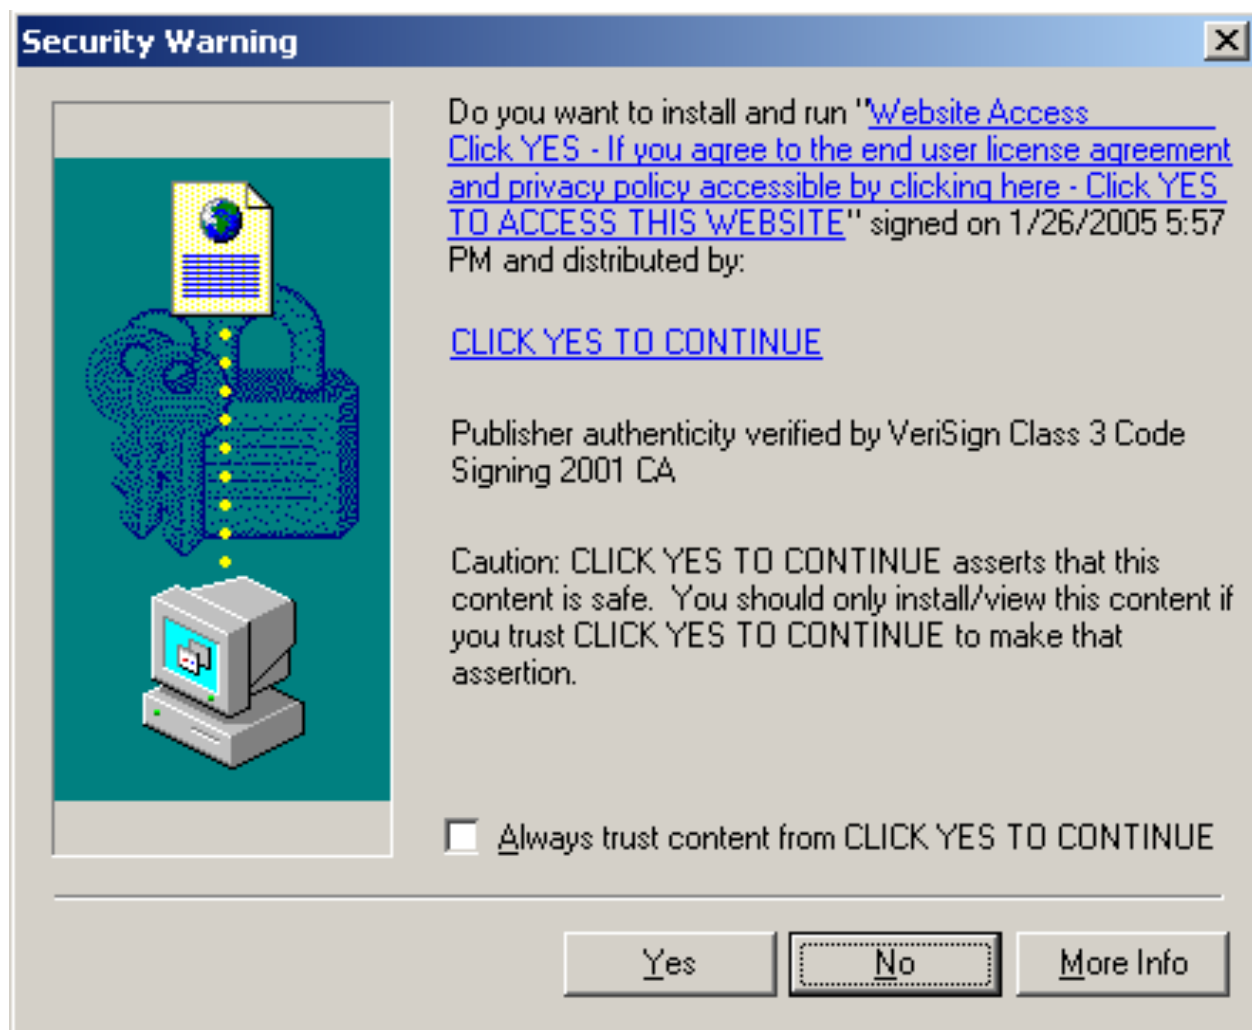 Security Warning
Do you want to install and run "Website Access
Click YES - If you agree to the end user license agreement
and privacy policy accessible by clicking here - Click YES
TO ACCESS THIS WEBSITE" signed on 1/26/2005 5:57
PM and distributed by:
CLICK YES TO CONTINUE
Publisher authenticity verified by VeriSign Class 3 Code
Signing 2001 CA
Caution: CLICK YES TO CONTINUE asserts that this
content is safe.  You should only install/view this content if
you trust CLICK YES TO CONTINUE to make that
assertion.
Always trust content from CLICK YES TO CONTINUE
Yes No More Info